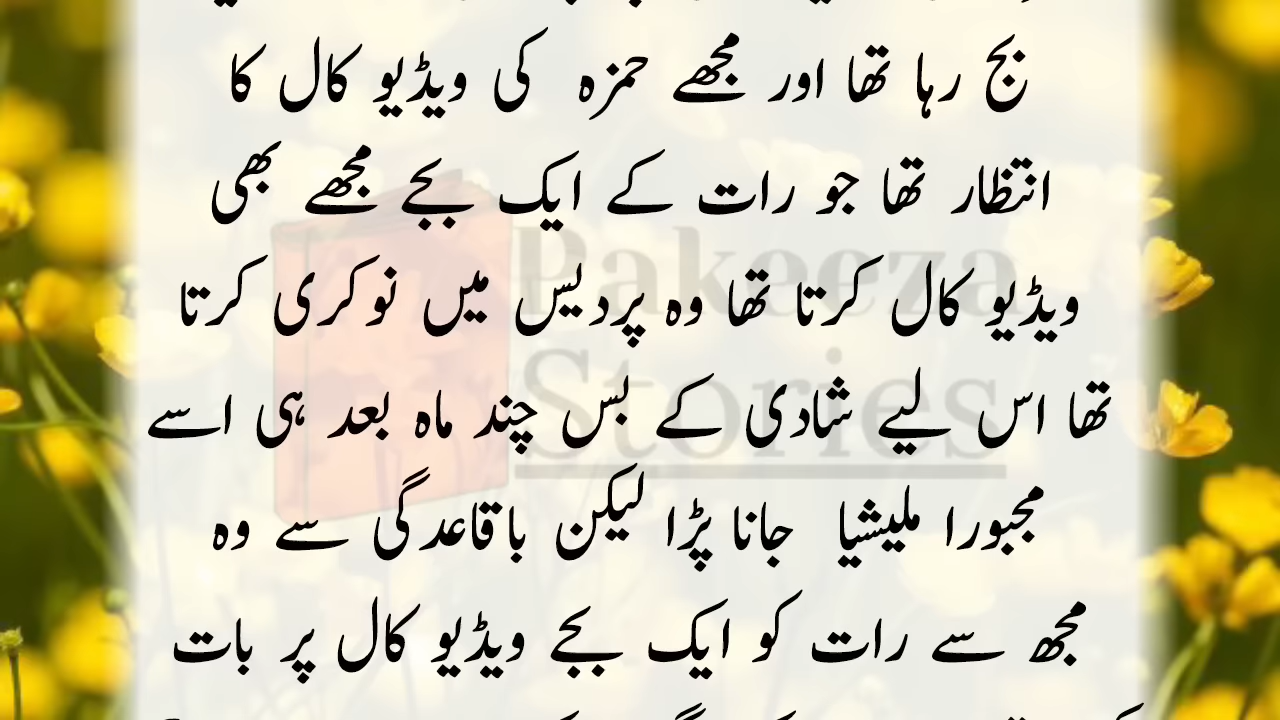 بج رہا تھا اور مجھے حمزہ کی ویڈیو کال کا
انتظار تھا جو رات کے ایک بجے مجھے بھی
ویڈیو کال کرتا تھا وہ پردیس میں نوکری کرتا
تھا اس لیے شادی کے بس چند ماہ بعد ہی اسے
مجبورا ملیشیا جانا پڑا لیکن باقاعدگی سے وہ
مجھ سے رات کو ایک بجے ویڈیو کال پر بات
Pakeeza
Stories